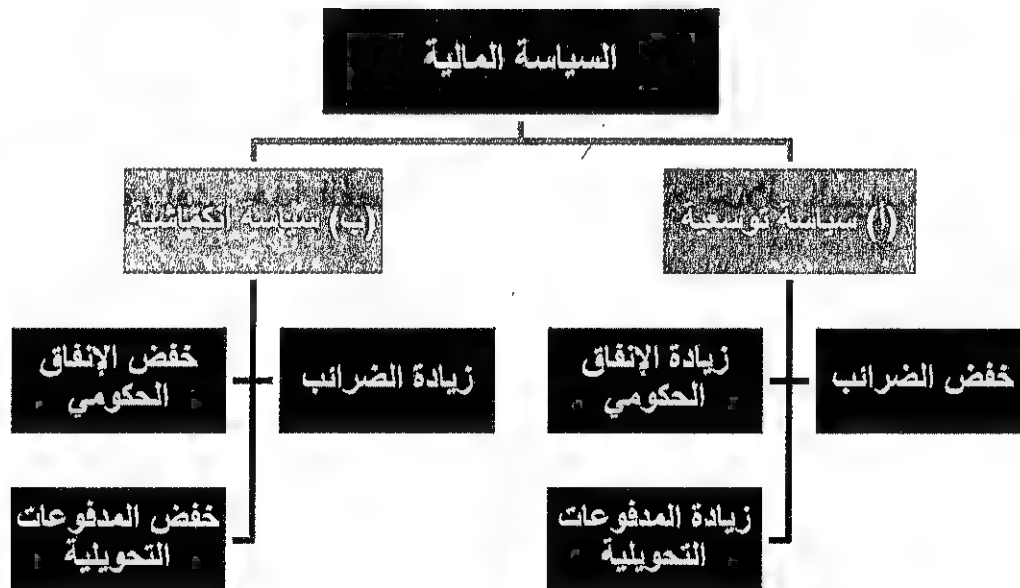 السياسة المالية
(أ) سياسة توسعية
(ب) سياسة انكماشية
خفض الضرائب
زيادة الإنفاق
الحكومي
زيادة الضرائب
خفض الإنفاق
الحكومي
زيادة المدفوعات
التحويلية
خفض المدفوعات
التحويلية